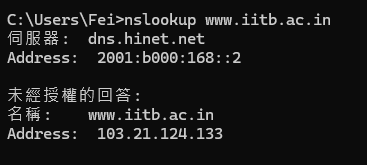 C:\Users\Fei>nslookup www.iitb.ac.in
伺服器:  dns.hinet.net
Address:  2001:b000:168::2

未經授權的回答:
名稱:    www.iitb.ac.in
Address:  103.21.124.133